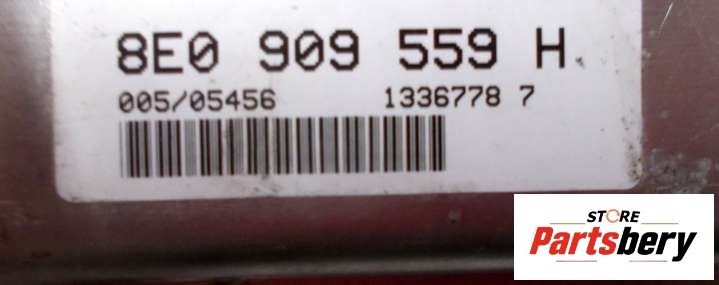 8E0 909 559 H
005/05456 1336778 7
STORE
Partsbery